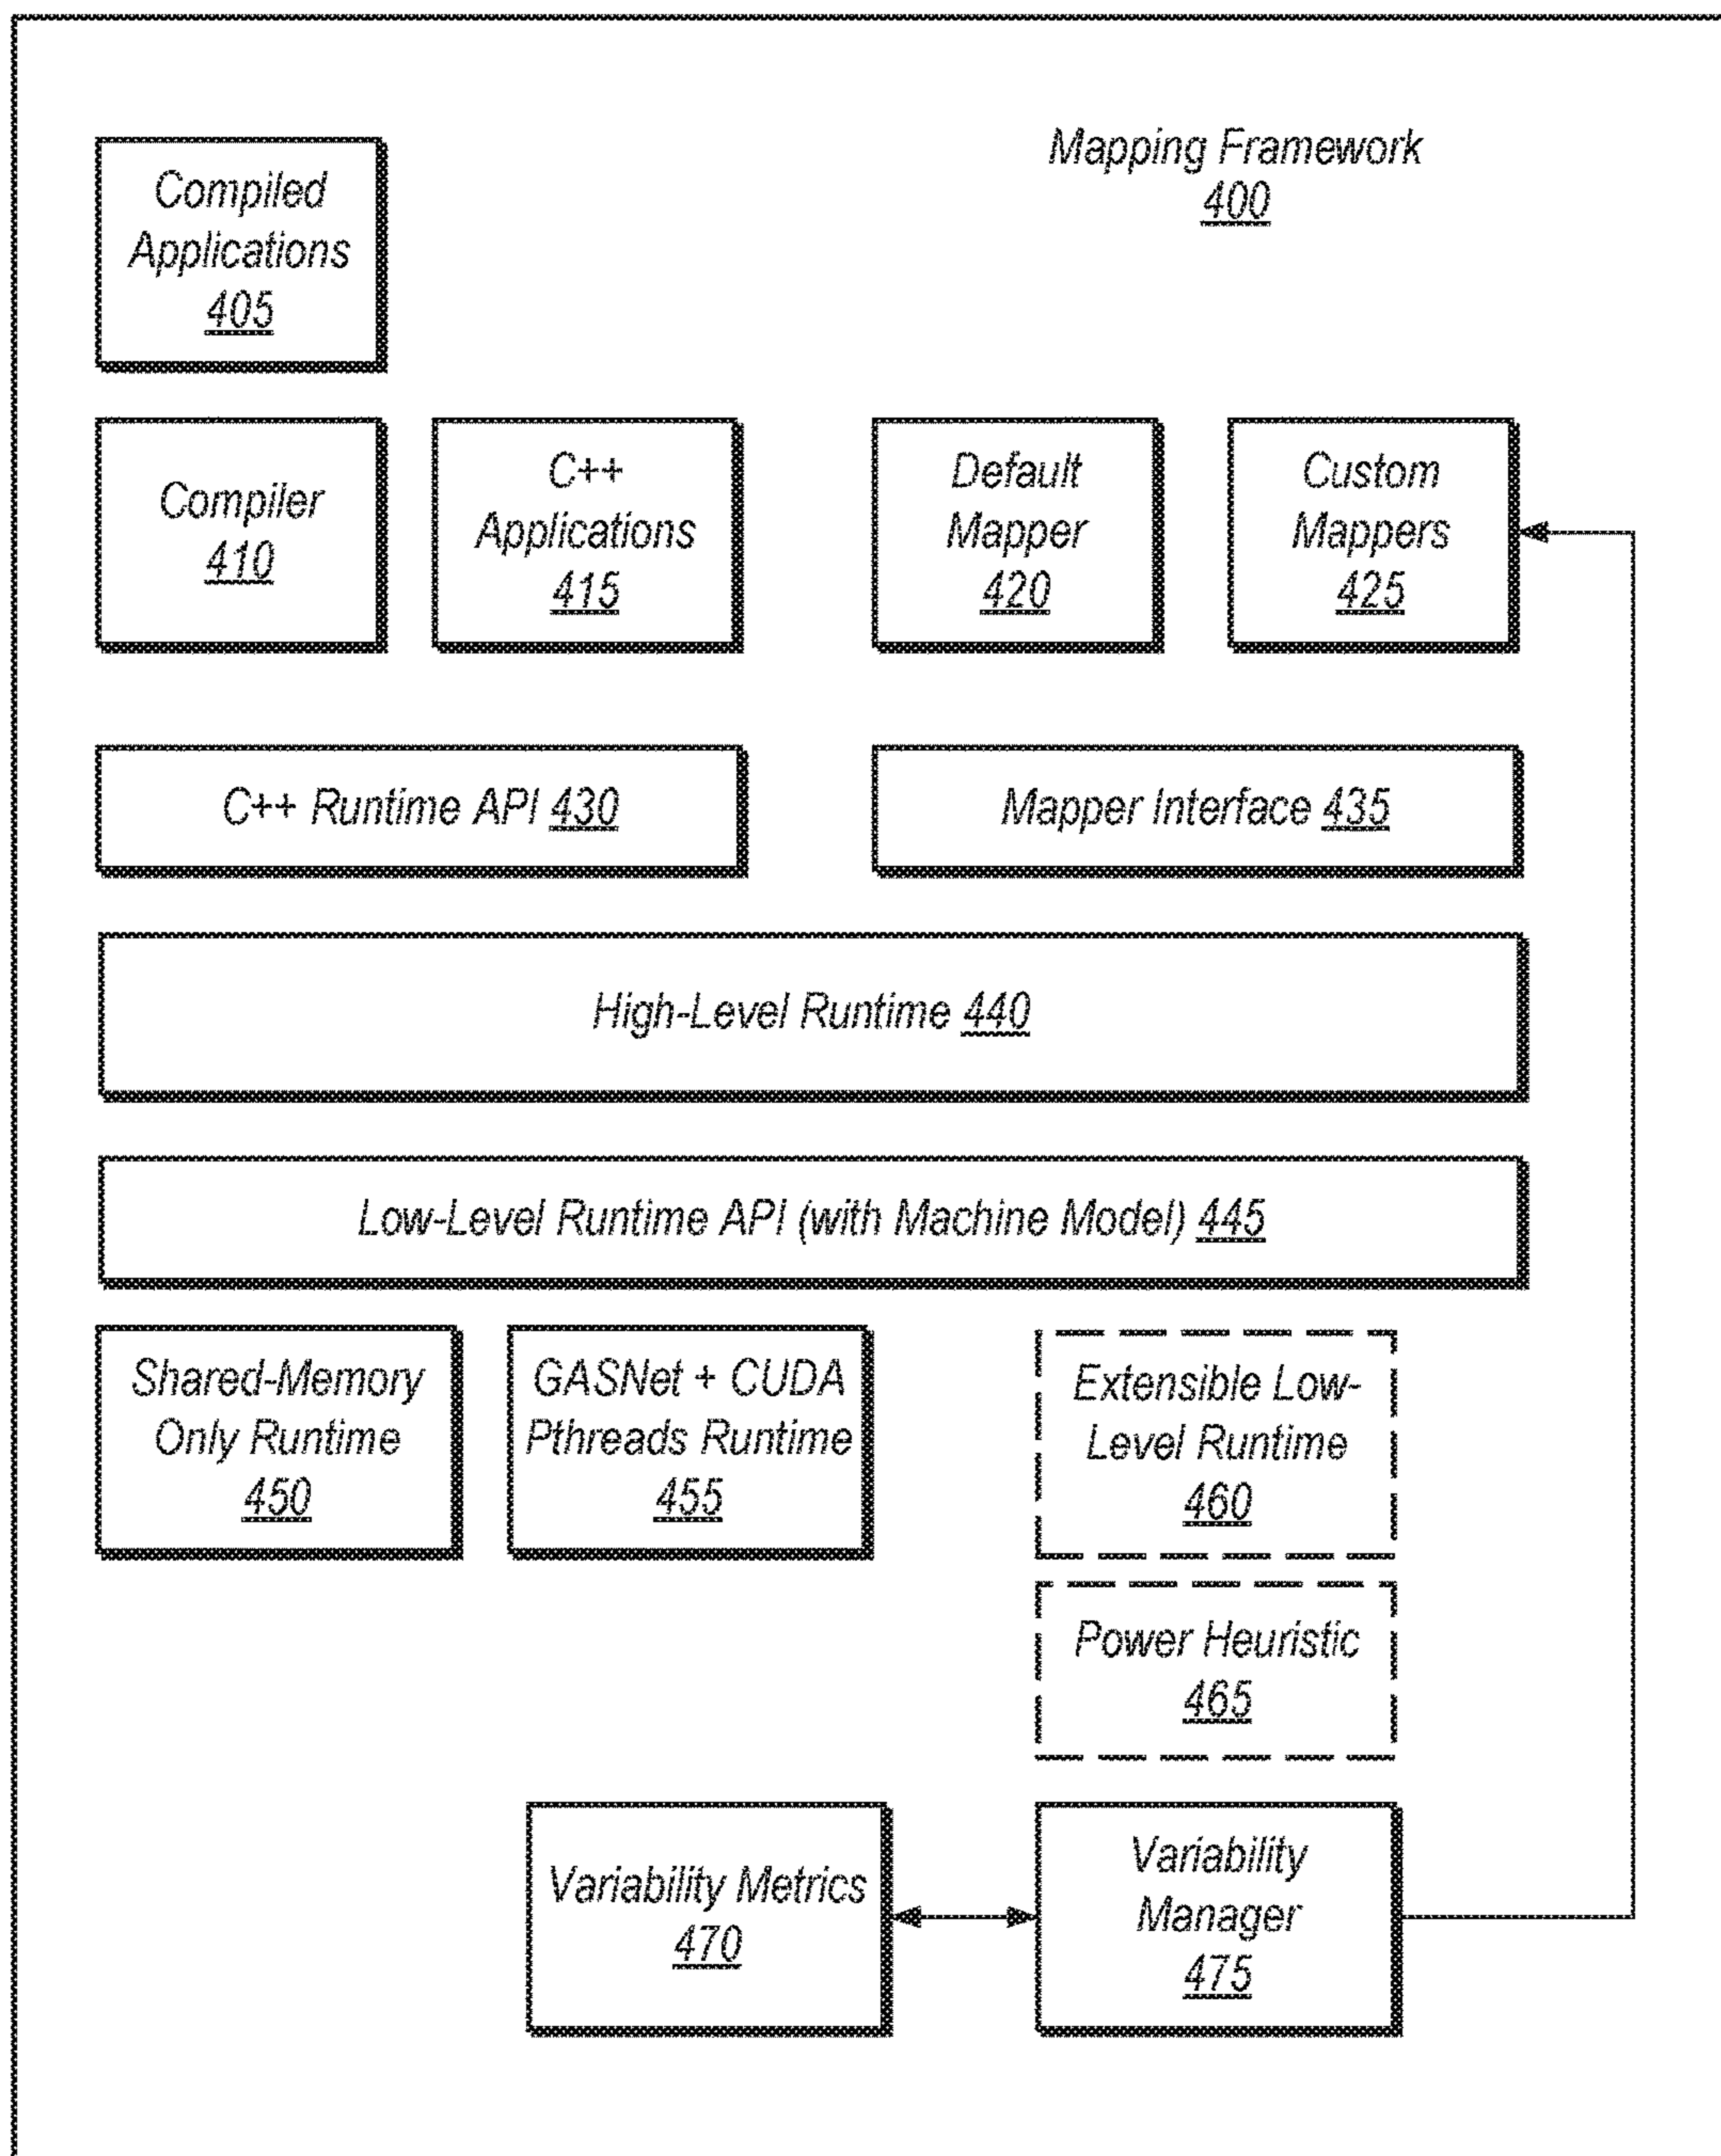 Mapping Framework
400
Compiled
Applications
405
Compiler
410
C++
Applications
415
Default
Mapper
420
Custom
Mappers
425
C++ Runtime API 430
Mapper Interface 435
High-Level Runtime 440
Low-Level Runtime API (with Machine Model) 445
Shared-Memory
Only Runtime
450
GASNet + CUDA
Pthreads Runtime
455
Extensible Low-
Level Runtime
460
Power Heuristic
465
Variability Metrics
470
Variability
Manager
475